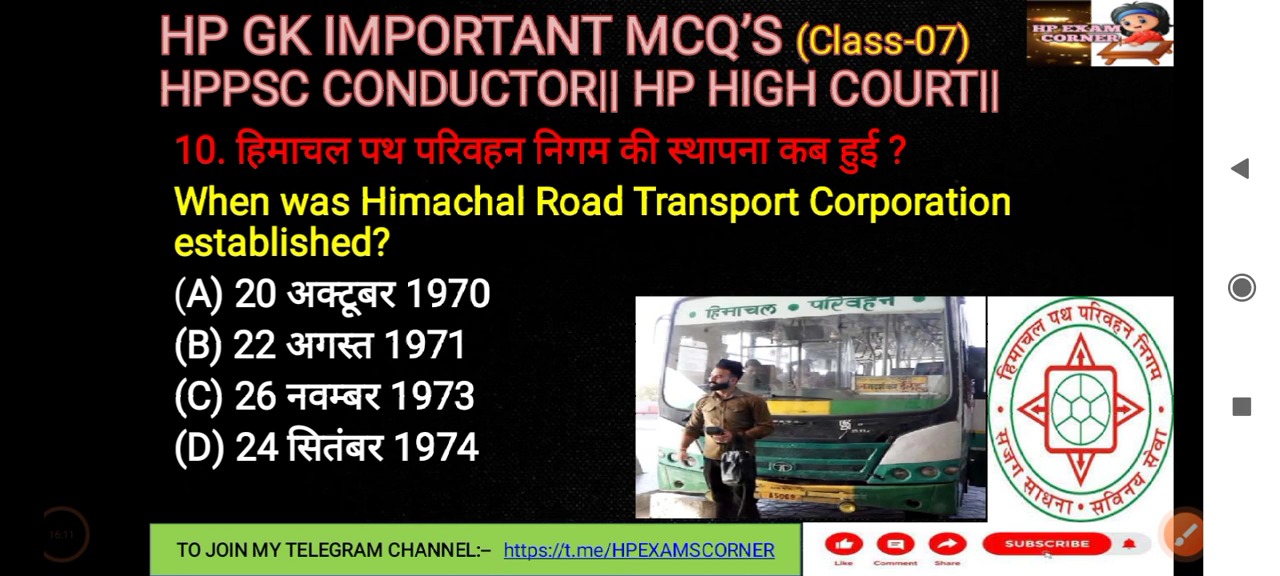 HP GK IMPORTANT MCQ'S (Class-07)
HP EXAM
CORNER
HPPSC CONDUCTOR|| HP HIGH COURT||
10. हिमाचल पथ परिवहन निगम की स्थापना कब हुई ?
When was Himachal Road Transport Corporation
established?
(A) 20 अक्टूबर 1970
(B) 22 अगस्त 1971
(C) 26 नवम्बर 1973
(D) 24 सितंबर 1974
हिमाचल • परिवहन
हिमाचल पथ परिवहन निगम
सजग साधना • सविनय सेवा
16:11
TO JOIN MY TELEGRAM CHANNEL:– https://t.me/HPEXAMSCORNER
Like Comment Share SUBSCRIBE